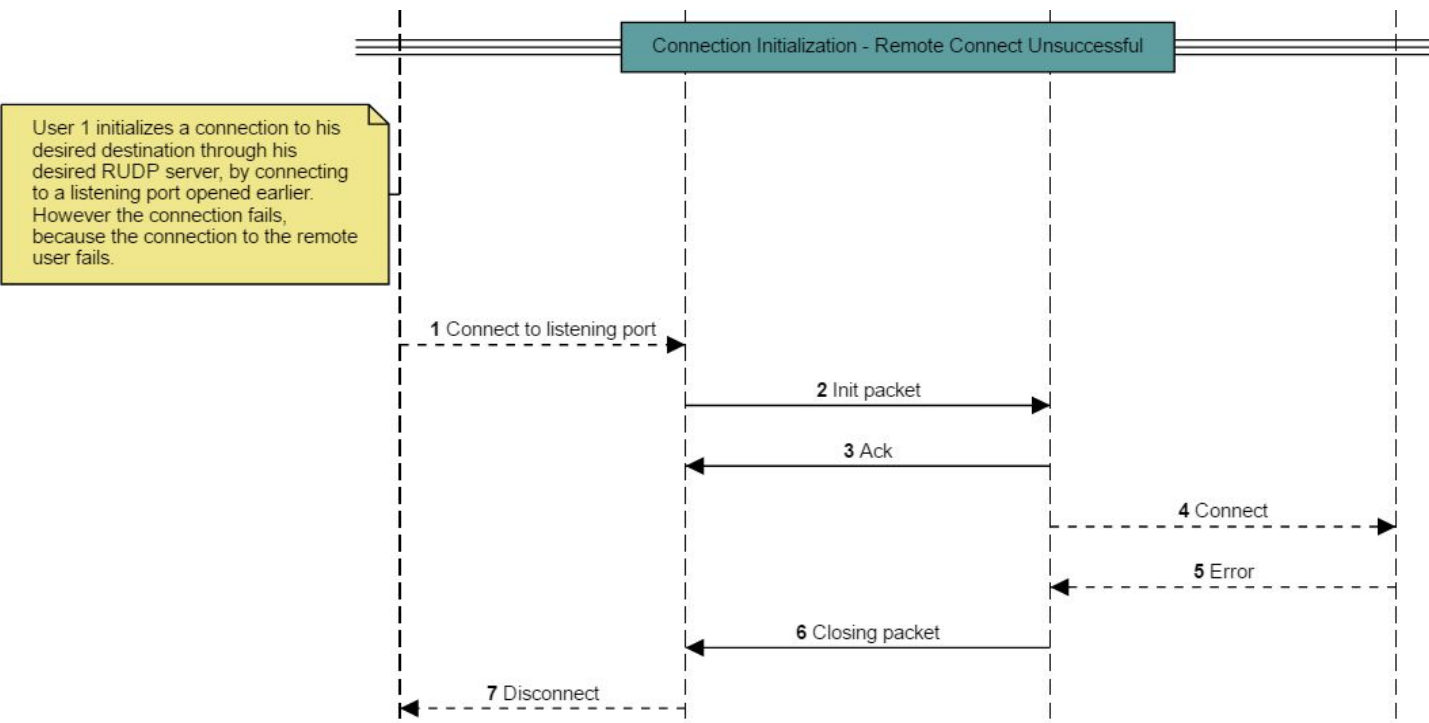 Connection Initialization - Remote Connect Unsuccessful
User 1 initializes a connection to his
desired destination through his
desired RUDP server, by connecting
to a listening port opened earlier.
However the connection fails,
because the connection to the remote
user fails.
1 Connect to listening port
2 Init packet
3 Ack
4 Connect
5 Error
6 Closing packet
7 Disconnect